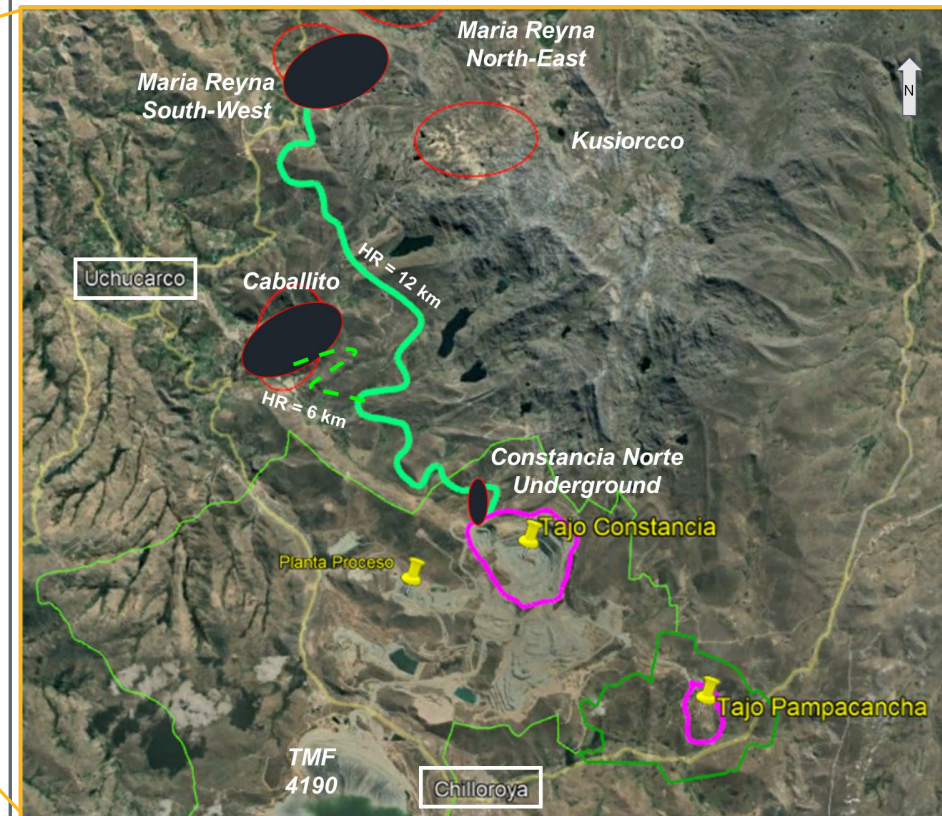 Maria Reyna
North-East
Maria Reyna
South-West
N
Kusiorcco
HR = 12 km
Uchucarco
Caballito
HR = 6 km
Constancia Norte
Underground
Tajo Constancia
Planta Proceso
Tajo Pampacancha
TMF
4190
Chilloroya